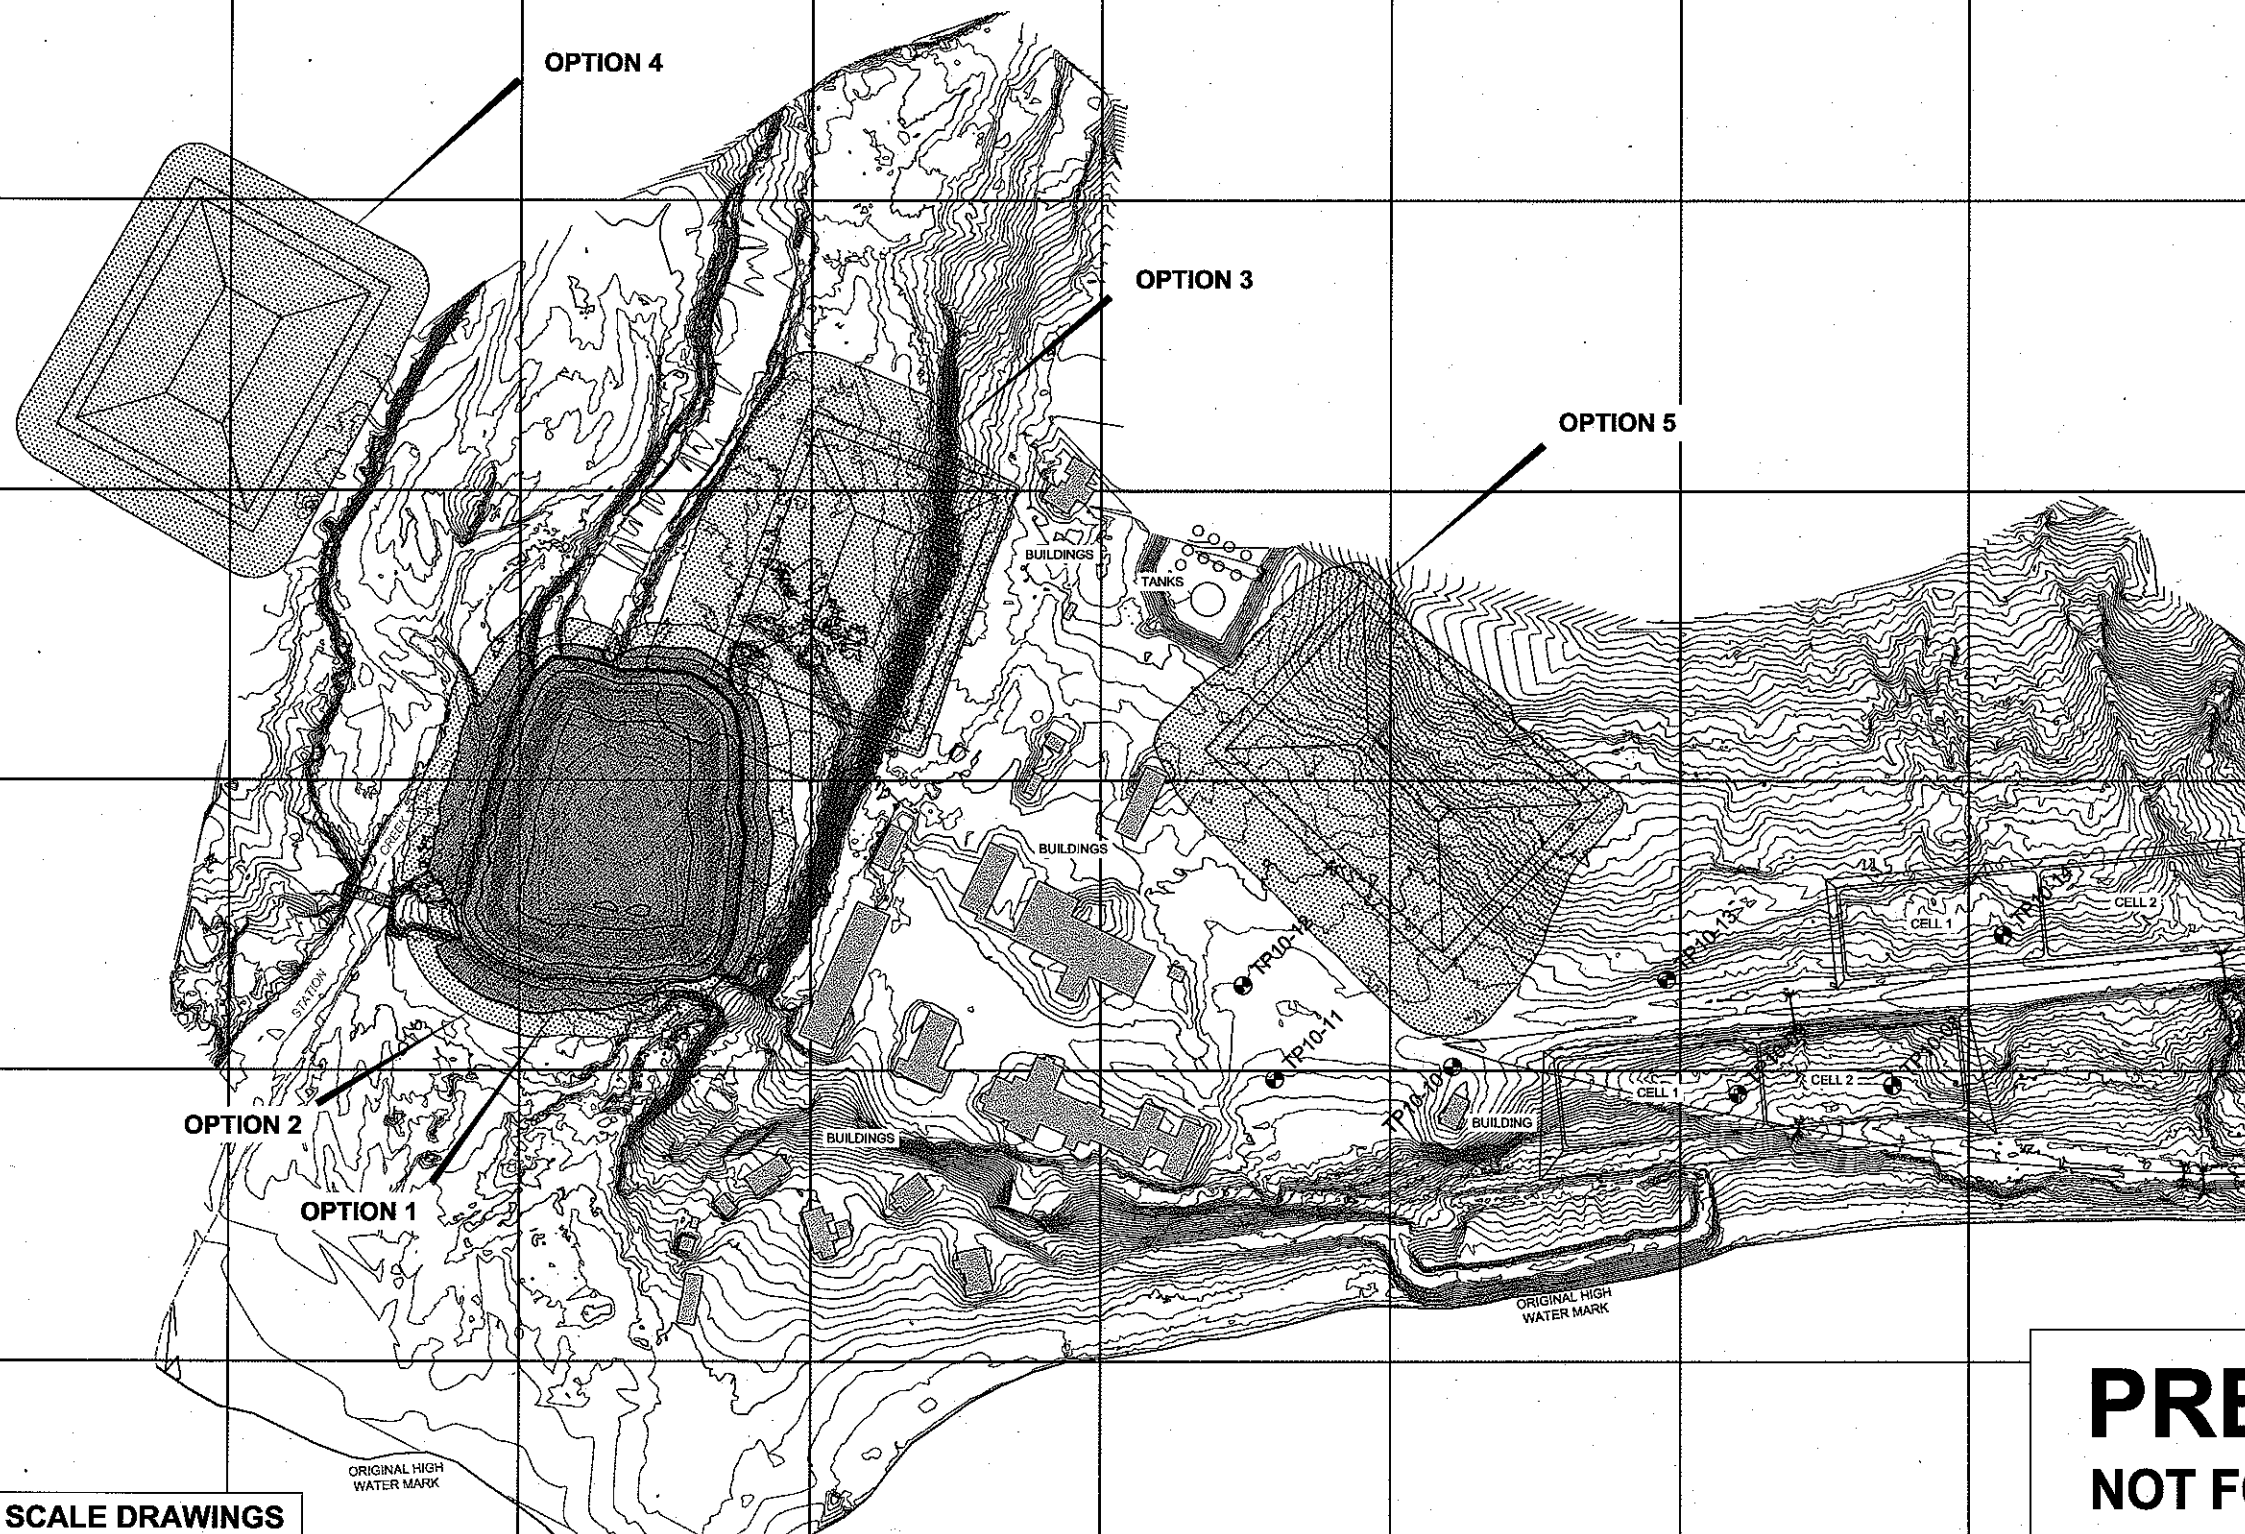 OPTION 4
OPTION 3
OPTION 5
BUILDINGS
TANKS
CREEK
BUILDINGS
TP10-12
TP10-13
TP10-14
CELL 1
CELL 2
STATION
TP10-11
TP10-10
CELL 1
CELL 2
OPTION 2
BUILDINGS
BUILDING
OPTION 1
ORIGINAL HIGH
WATER MARK
PRE
NOT FO
ORIGINAL HIGH
WATER MARK
SCALE DRAWINGS